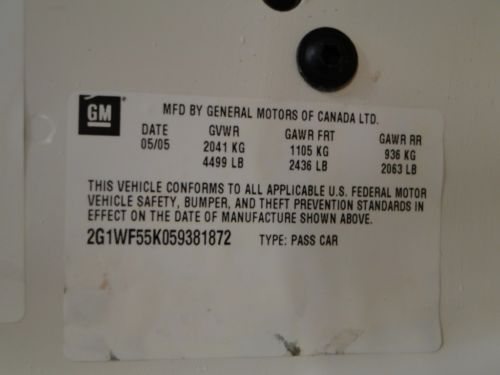 GM
MFD BY GENERAL MOTORS OF CANADA LTD.
DATE GVWR GAWR FRT GAWR RR
05/05 2041 KG 1105 KG 936 KG
4499 LB 2436 LB 2063 LB
THIS VEHICLE CONFORMS TO ALL APPLICABLE U.S. FEDERAL MOTOR
VEHICLE SAFETY, BUMPER, AND THEFT PREVENTION STANDARDS IN
EFFECT ON THE DATE OF MANUFACTURE SHOWN ABOVE.
2G1WF55K059381872 TYPE: PASS CAR